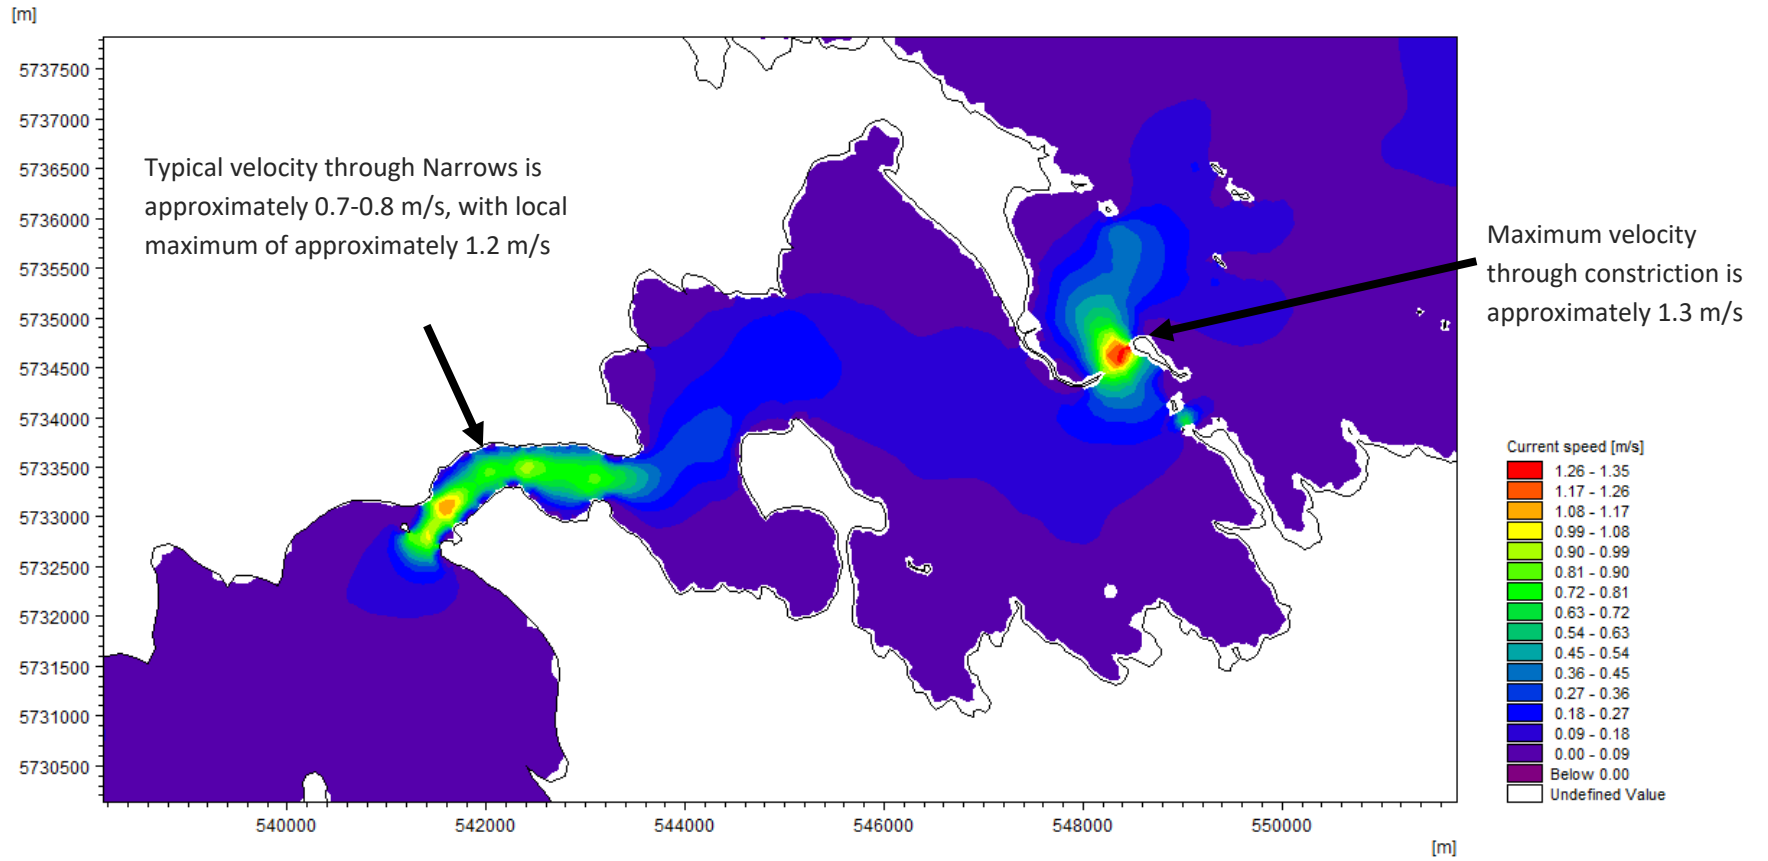 [m]
5737500
5737000
5736500
5736000
5735500
5735000
5734500
5734000
5733500
5733000
5732500
5732000
5731500
5731000
5730500
Typical velocity through Narrows is
approximately 0.7-0.8 m/s, with local
maximum of approximately 1.2 m/s
Maximum velocity
through constriction is
approximately 1.3 m/s
Current speed [m/s]
1.26 - 1.35
1.17 - 1.26
1.08 - 1.17
0.99 - 1.08
0.90 - 0.99
0.81 - 0.90
0.72 - 0.81
0.63 - 0.72
0.54 - 0.63
0.45 - 0.54
0.36 - 0.45
0.27 - 0.36
0.18 - 0.27
0.09 - 0.18
0.00 - 0.09
Below 0.00
Undefined Value
540000 542000 544000 546000 548000 550000
[m]